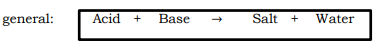 general: Acid + Base → Salt + Water